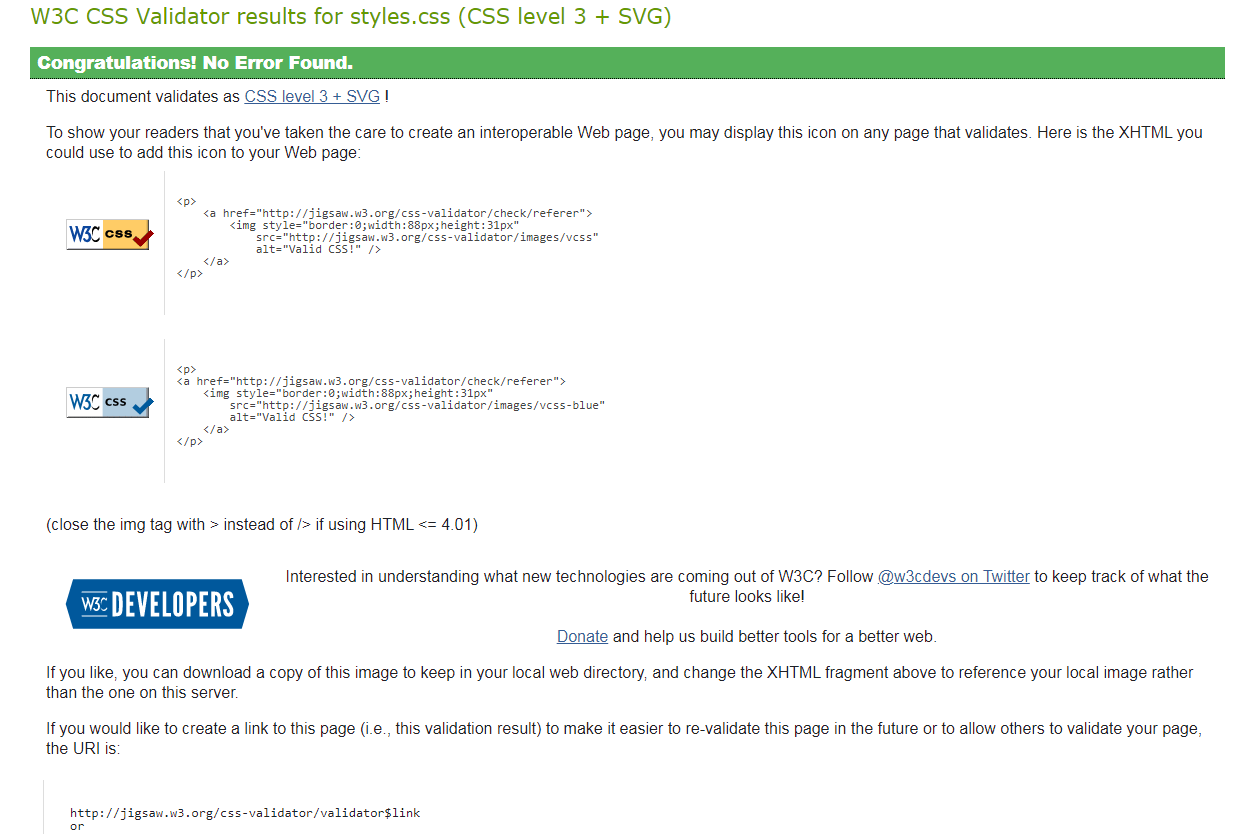 W3C CSS Validator results for styles.css (CSS level 3 + SVG)
Congratulations! No Error Found.
This document validates as CSS level 3 + SVG !
To show your readers that you've taken the care to create an interoperable Web page, you may display this icon on any page that validates. Here is the XHTML you
could use to add this icon to your Web page:
W3C css
<p>
<a href="http://jigsaw.w3.org/css-validator/check/referer">
<img style="border:0;width:88px;height:31px"
src="http://jigsaw.w3.org/css-validator/images/vcss"
alt="Valid CSS!" />
</a>
</p>
W3C css
<p>
<a href="http://jigsaw.w3.org/css-validator/check/referer">
<img style="border:0;width:88px;height:31px"
src="http://jigsaw.w3.org/css-validator/images/vcss-blue"
alt="Valid CSS!" />
</a>
</p>
(close the img tag with > instead of /> if using HTML <= 4.01)
W3C DEVELOPERS
Interested in understanding what new technologies are coming out of W3C? Follow @w3cdevs on Twitter to keep track of what the
future looks like!
Donate and help us build better tools for a better web.
If you like, you can download a copy of this image to keep in your local web directory, and change the XHTML fragment above to reference your local image rather
than the one on this server.
If you would like to create a link to this page (i.e., this validation result) to make it easier to re-validate this page in the future or to allow others to validate your page,
the URI is:
http://jigsaw.w3.org/css-validator/validator$link
or